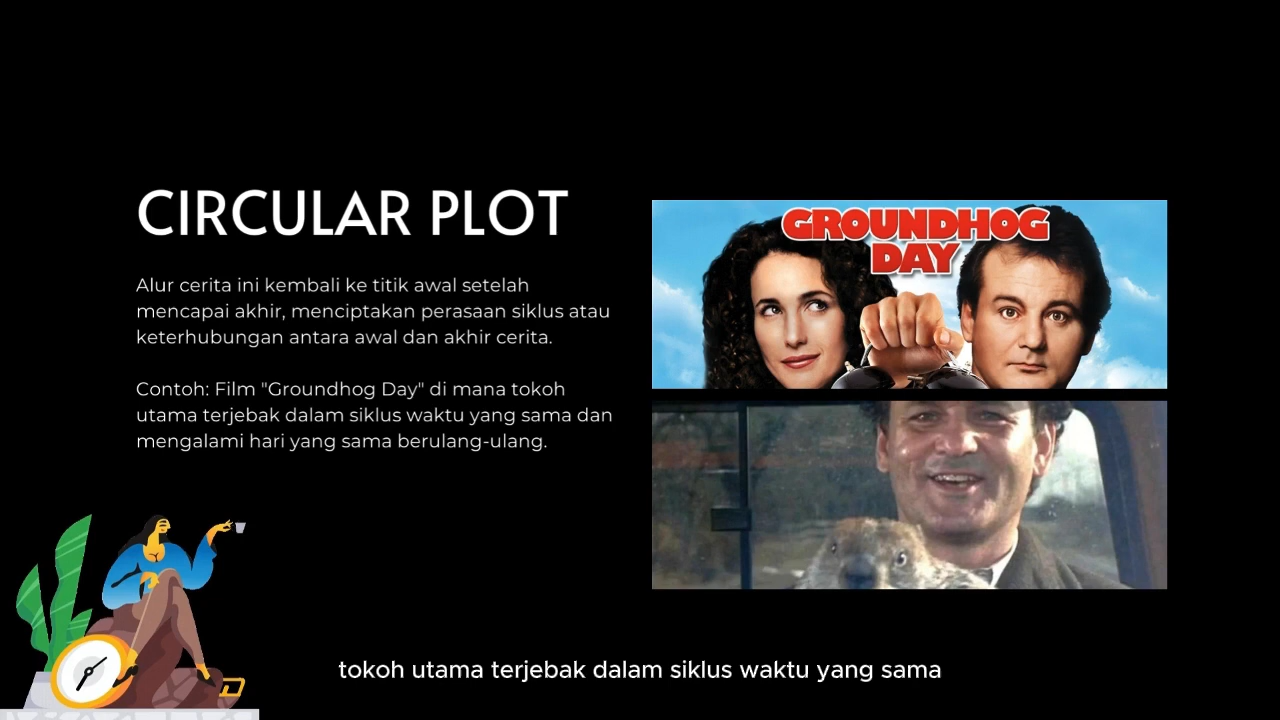 CIRCULAR PLOT
Alur cerita ini kembali ke titik awal setelah
mencapai akhir, menciptakan perasaan siklus atau
keterhubungan antara awal dan akhir cerita.
Contoh: Film "Groundhog Day" di mana tokoh
utama terjebak dalam siklus waktu yang sama dan
mengalami hari yang sama berulang-ulang.
GROUNDHOG
DAY
tokoh utama terjebak dalam siklus waktu yang sama